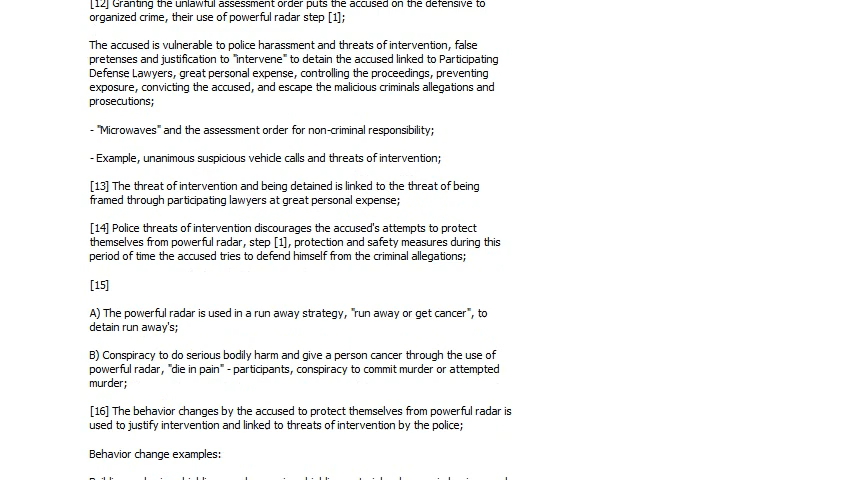 [12] Granting the unlawful assessment order puts the accused on the defensive to
organized crime, their use of powerful radar step [1];
The accused is vulnerable to police harassment and threats of intervention, false
pretenses and justification to "intervene" to detain the accused linked to Participating
Defense Lawyers, great personal expense, controlling the proceedings, preventing
exposure, convicting the accused, and escape the malicious criminals allegations and
prosecutions;
- "Microwaves" and the assessment order for non-criminal responsibility;
- Example, unanimous suspicious vehicle calls and threats of intervention;
[13] The threat of intervention and being detained is linked to the threat of being
framed through participating lawyers at great personal expense;
[14] Police threats of intervention discourages the accused's attempts to protect
themselves from powerful radar, step [1], protection and safety measures during this
period of time the accused tries to defend himself from the criminal allegations;
[15]
A) The powerful radar is used in a run away strategy, "run away or get cancer", to
detain run away's;
B) Conspiracy to do serious bodily harm and give a person cancer through the use of
powerful radar, "die in pain" - participants, conspiracy to commit murder or attempted
murder;
[16] The behavior changes by the accused to protect themselves from powerful radar is
used to justify intervention and linked to threats of intervention by the police;
Behavior change examples: